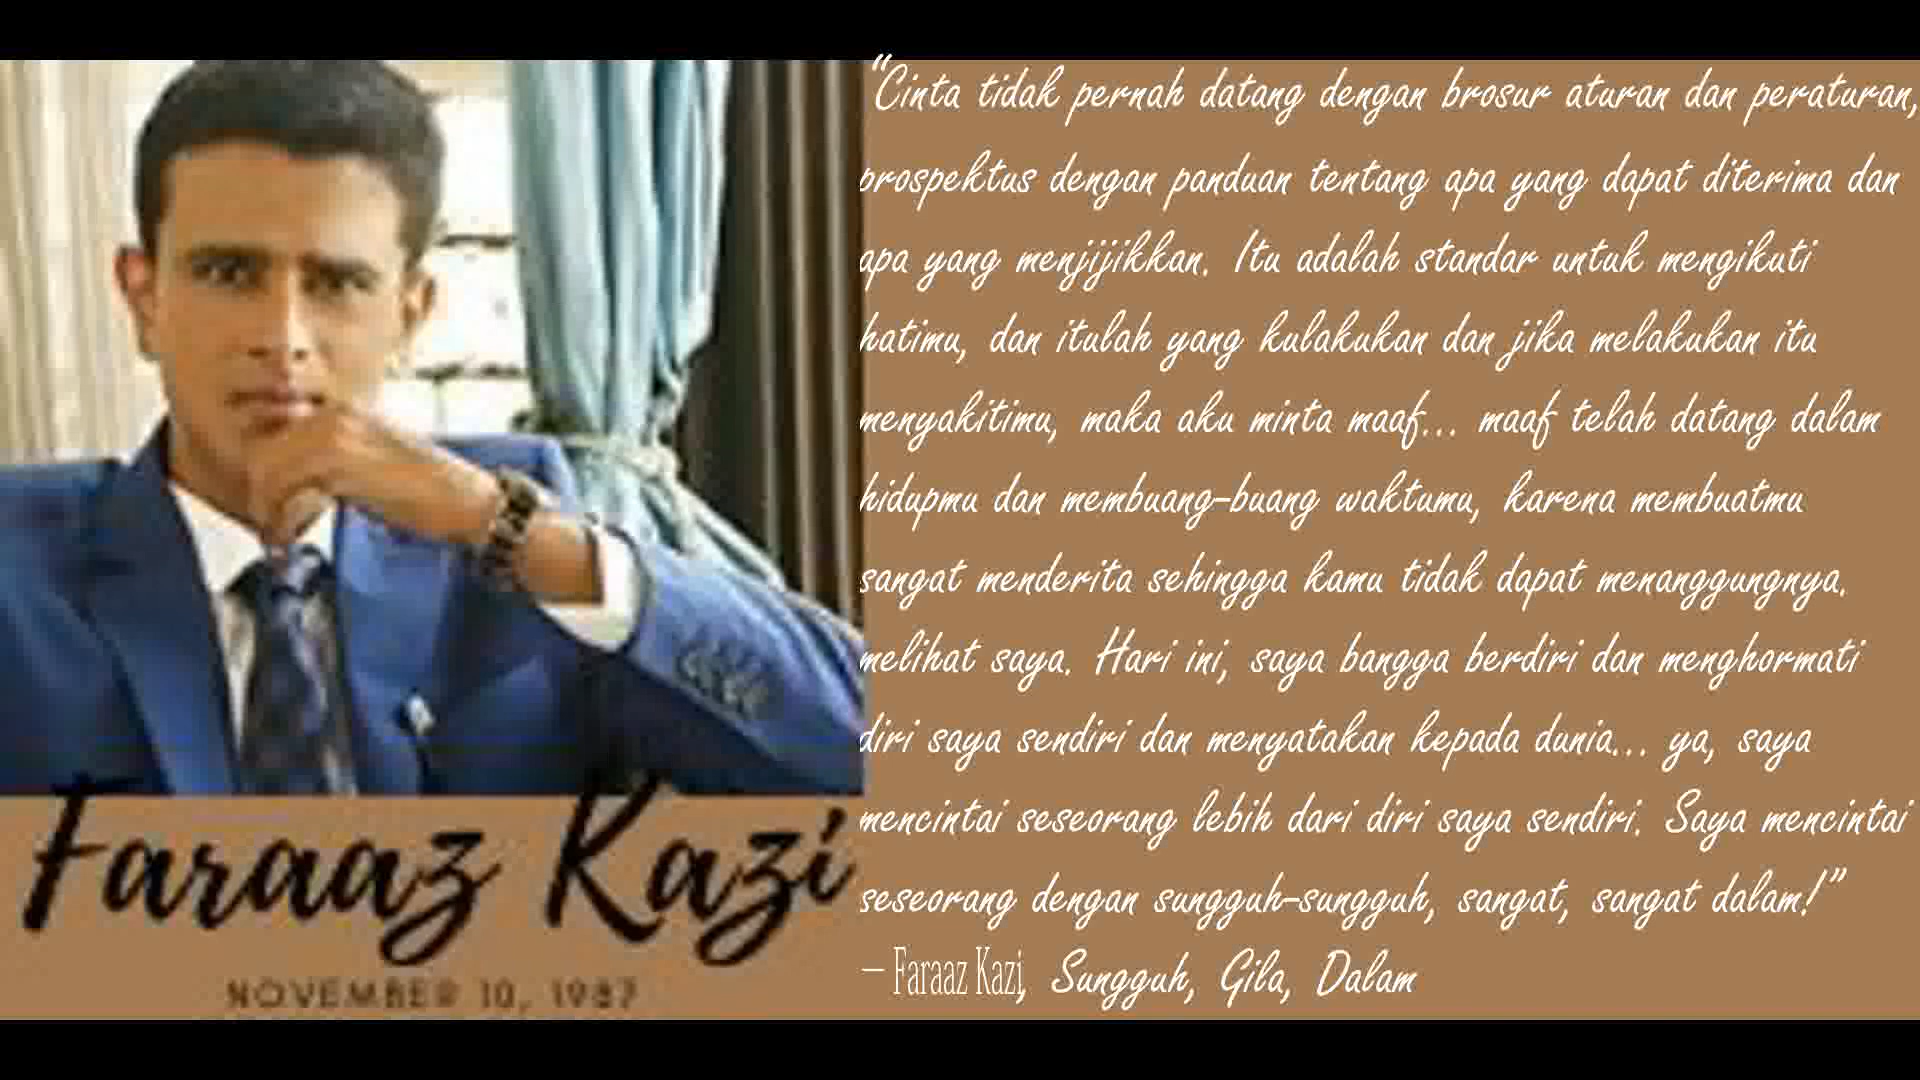 Faraaz Kazi
NOVEMBER 10, 1987
“Cinta tidak pernah datang dengan brosur aturan dan peraturan,
prospektus dengan panduan tentang apa yang dapat diterima dan
apa yang menjijikkan. Itu adalah standar untuk mengikuti
hatimu, dan itulah yang kulakukan dan jika melakukan itu
menyakitimu, maka aku minta maaf... maaf telah datang dalam
hidupmu dan membuang-buang waktumu, karena membuatmu
sangat menderita sehingga kamu tidak dapat menanggungnya.
melihat saya. Hari ini, saya bangga berdiri dan menghormati
diri saya sendiri dan menyatakan kepada dunia... ya, saya
mencintai seseorang lebih dari diri saya sendiri. Saya mencintai
seseorang dengan sungguh-sungguh, sangat, sangat dalam!”
— Faraaz Kazi, Sungguh, Gila, Dalam